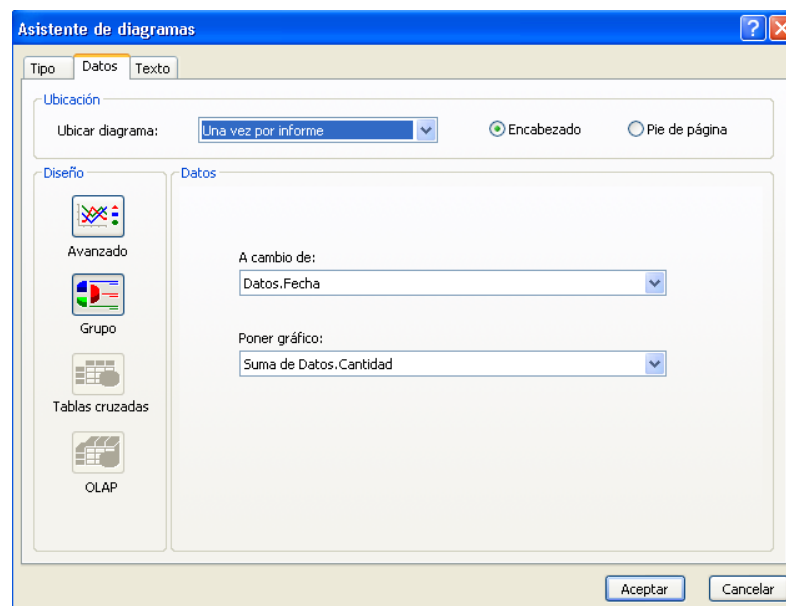 Asistente de diagramas
Tipo Datos Texto
Ubicación
Ubicar diagrama: Una vez por informe Encabezado Pie de página
Diseño
Datos
Avanzado
A cambio de:
Datos.Fecha
Grupo
Poner gráfico:
Suma de Datos.Cantidad
Tablas cruzadas
OLAP
Aceptar Cancelar